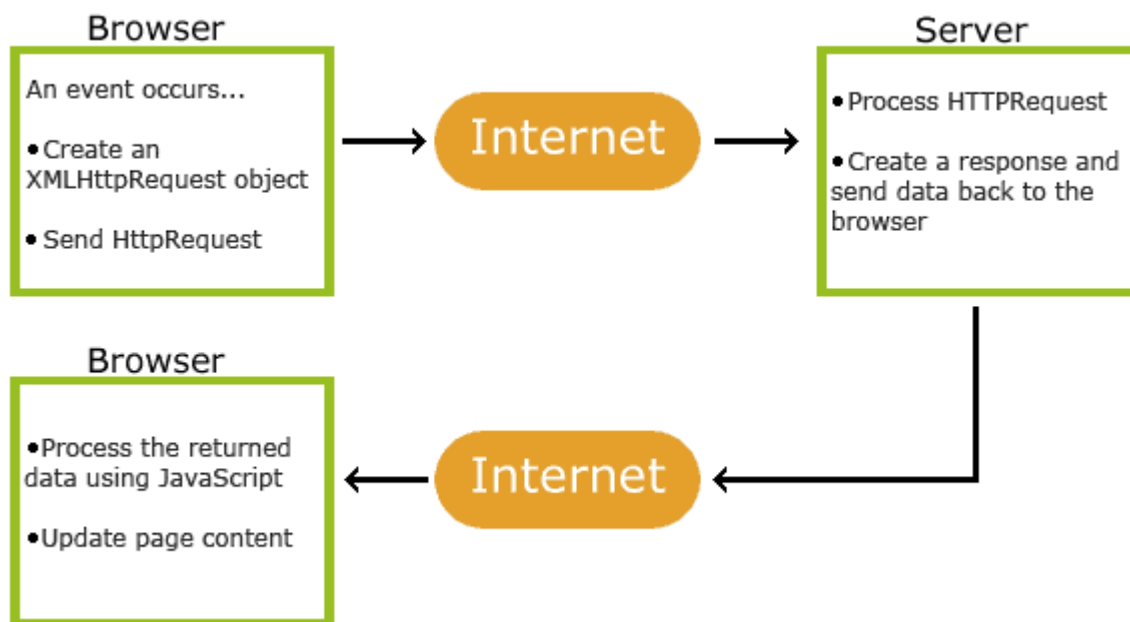 Browser
An event occurs...
•Create an
XMLHttpRequest object
• Send HttpRequest
Internet
Server
•Process HTTPRequest
•Create a response and
send data back to the
browser
Browser
•Process the returned
data using JavaScript
•Update page content
Internet